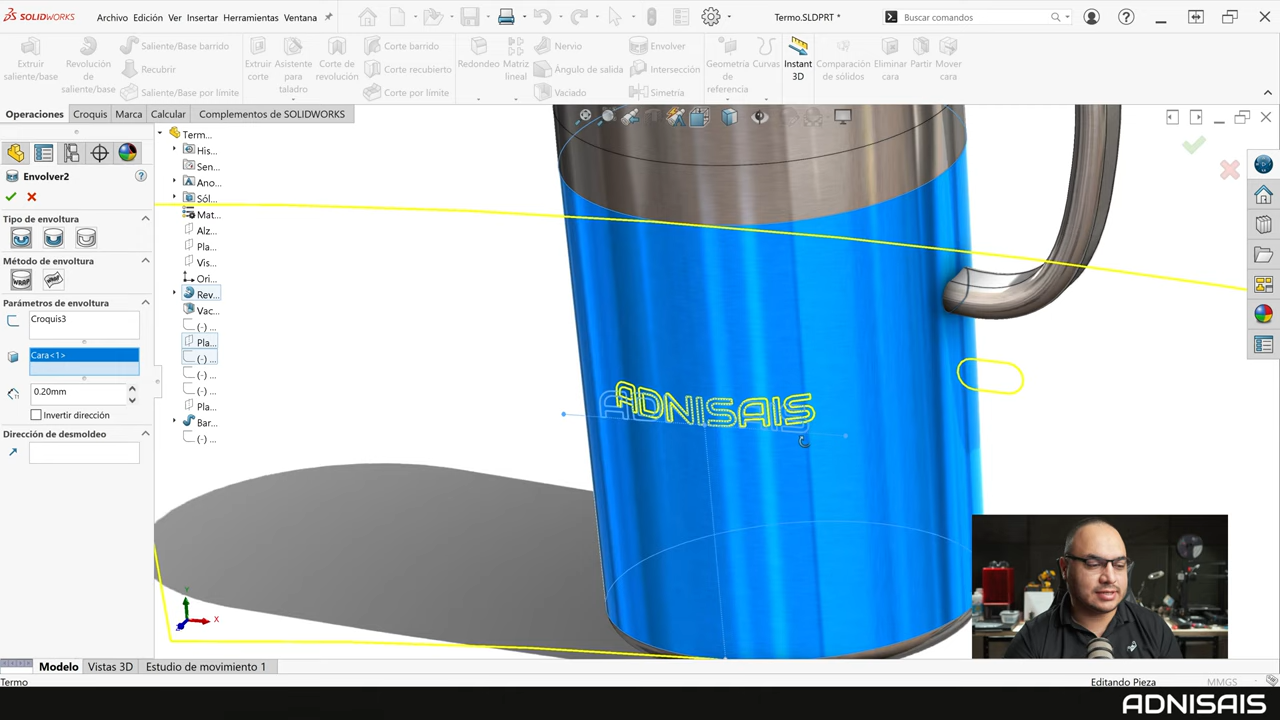 SOLIDWORKS
Archivo Edición Ver Insertar Herramientas Ventana
Termo.SLDPRT *
Buscar comandos
Extruir saliente/base
Revolución de saliente/base
Saliente/Base barrido
Recubrir
Saliente/Base por límite
Extruir corte
Asistente para taladro
Corte de revolución
Corte barrido
Corte recubierto
Corte por límite
Redondeo
Matriz lineal
Nervio
Ángulo de salida
Vaciado
Envolver
Intersección
Simetría
Geometría de referencia
Curvas
Instant 3D
Comparación de sólidos
Eliminar cara
Partir
Mover cara
Operaciones Croquis Marca Calcular Complementos de SOLIDWORKS
Envolver2
Tipo de envoltura
Método de envoltura
WRAP
Parámetros de envoltura
Croquis3
Cara<1>
0.20mm
Invertir dirección
Dirección de desmoldeo
Term...
His...
Sen...
Ano...
Sól...
Mat...
Alz...
Pla...
Vis...
Ori...
Rev...
Vac...
(-) ...
Pla...
(-) ...
(-) ...
(-) ...
Pla...
Bar...
(-) ...
ADNISAIS
Y
X
Modelo Vistas 3D Estudio de movimiento 1
Termo
Editando Pieza
MMGS
ADNISAIS